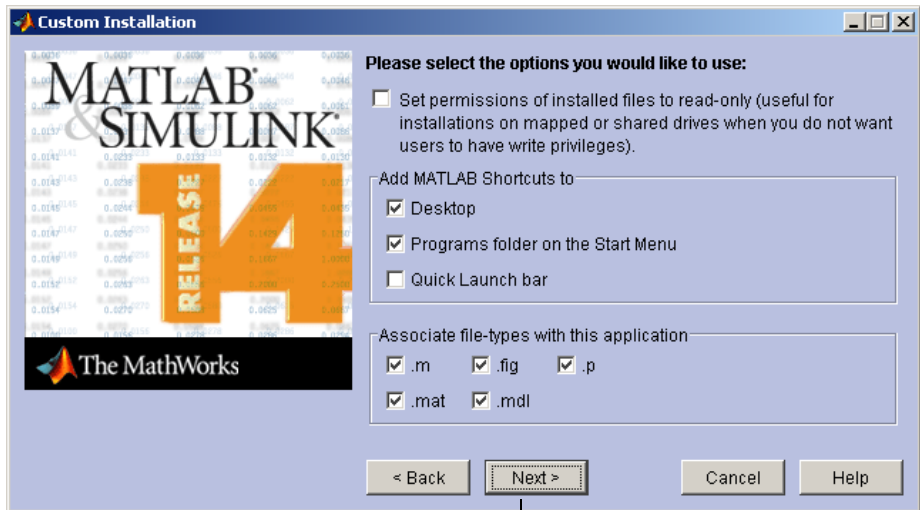 Custom Installation
MATLAB®
& SIMULINK®
RELEASE 14
The MathWorks
Please select the options you would like to use:
Set permissions of installed files to read-only (useful for
installations on mapped or shared drives when you do not want
users to have write privileges).
Add MATLAB Shortcuts to
Desktop
Programs folder on the Start Menu
Quick Launch bar
Associate file-types with this application
.m .fig .p
.mat .mdl
< Back Next > Cancel Help